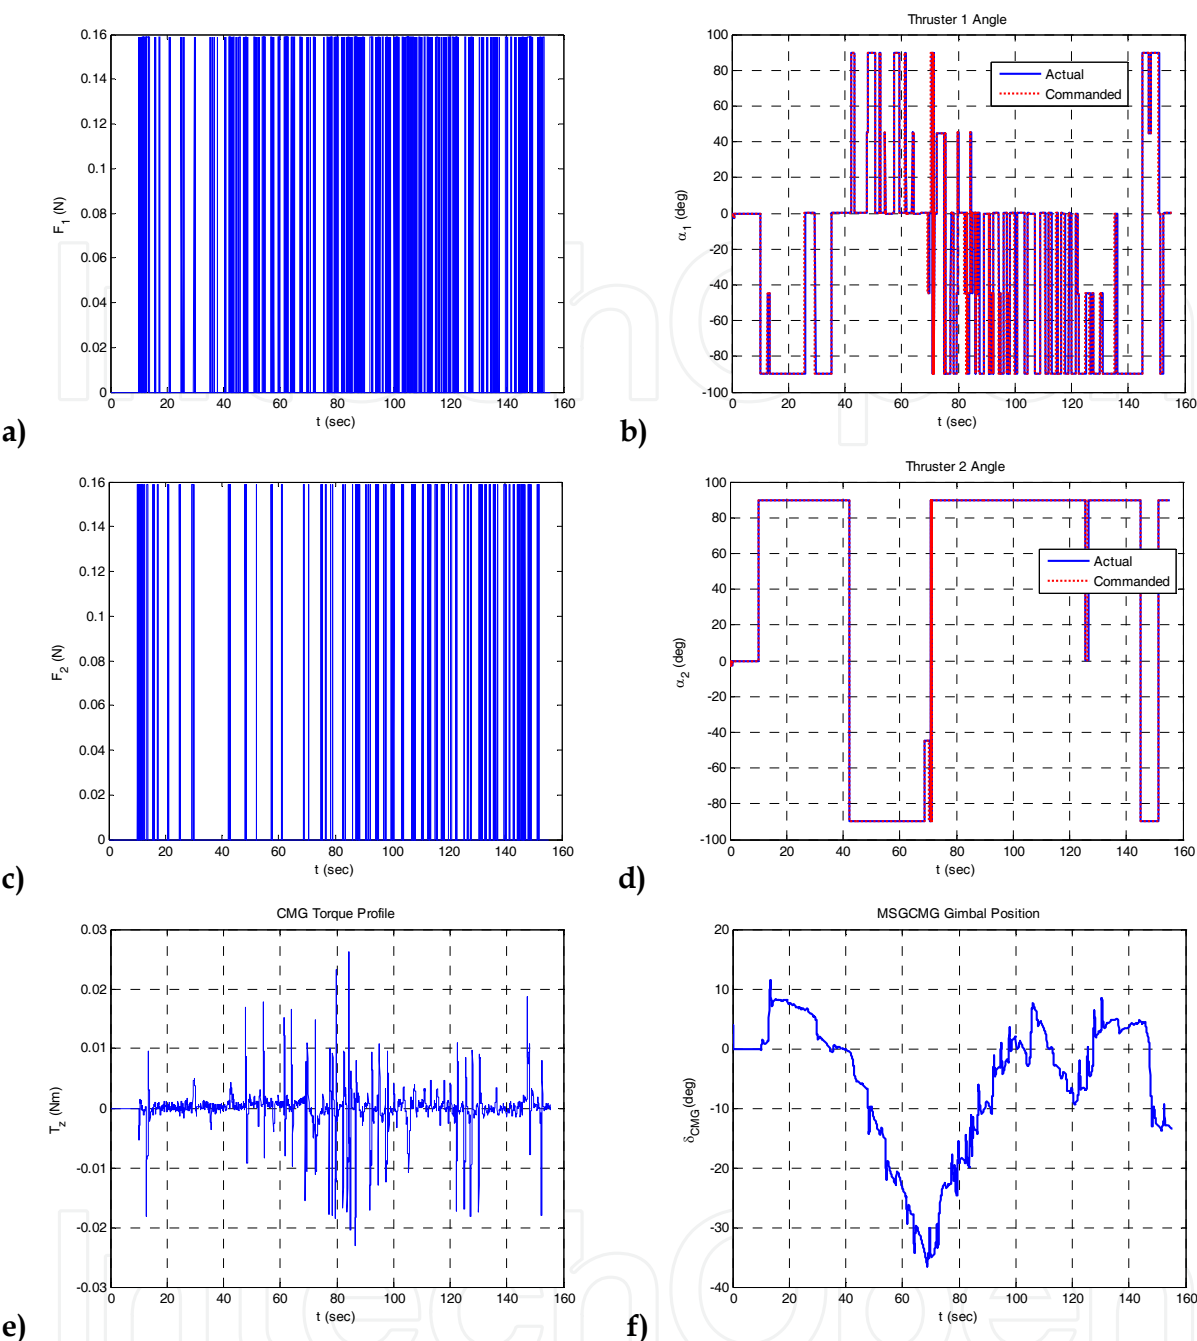 0.16
0.14
0.12
0.1
0.08
0.06
0.04
0.02
0
F1 (N)
0 20 40 60 80 100 120 140 160
t (sec)
a)
Thruster 1 Angle
100
80
60
40
20
0
-20
-40
-60
-80
-100
α1 (deg)
Actual
Commanded
0 20 40 60 80 100 120 140 160
t (sec)
b)
0.16
0.14
0.12
0.1
0.08
0.06
0.04
0.02
0
F2 (N)
0 20 40 60 80 100 120 140 160
t (sec)
c)
Thruster 2 Angle
100
80
60
40
20
0
-20
-40
-60
-80
-100
α2 (deg)
Actual
Commanded
0 20 40 60 80 100 120 140 160
t (sec)
d)
CMG Torque Profile
0.03
0.02
0.01
0
-0.01
-0.02
-0.03
Tz (Nm)
0 20 40 60 80 100 120 140 160
t (sec)
e)
MSGCMG Gimbal Position
20
10
0
-10
-20
-30
-40
δCMG (deg)
0 20 40 60 80 100 120 140 160
t (sec)
f)